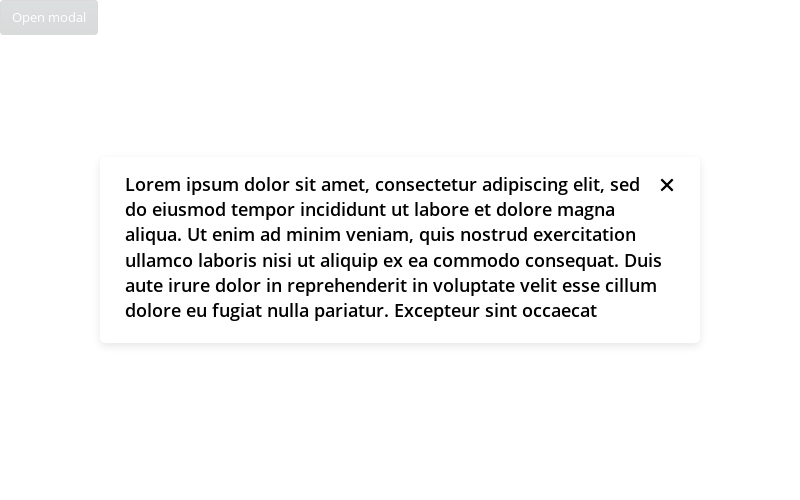 Open modal
Lorem ipsum dolor sit amet, consectetur adipiscing elit, sed
do eiusmod tempor incididunt ut labore et dolore magna
aliqua. Ut enim ad minim veniam, quis nostrud exercitation
ullamco laboris nisi ut aliquip ex ea commodo consequat. Duis
aute irure dolor in reprehenderit in voluptate velit esse cillum
dolore eu fugiat nulla pariatur. Excepteur sint occaecat